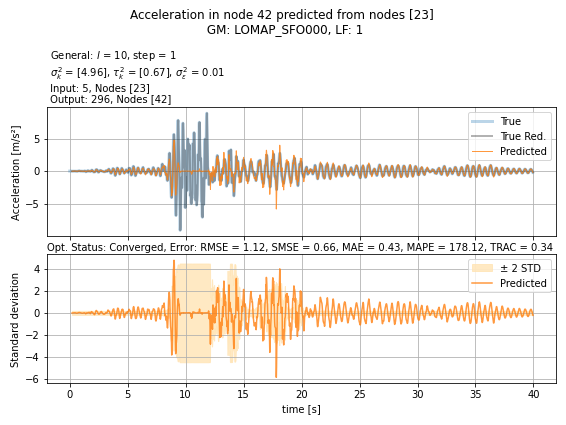 Acceleration in node 42 predicted from nodes [23]
GM: LOMAP_SFO000, LF: 1
General: l = 10, step = 1
σ²ₖ = [4.96], τ²ₖ = [0.67], σ²ᵣ = 0.01
Input: 5, Nodes [23]
Output: 296, Nodes [42]
Acceleration [m/s²]
5
0
−5
True
True Red.
Predicted
Opt. Status: Converged, Error: RMSE = 1.12, SMSE = 0.66, MAE = 0.43, MAPE = 178.12, TRAC = 0.34
Standard deviation
4
2
0
−2
−4
−6
± 2 STD
Predicted
0 5 10 15 20 25 30 35 40
time [s]